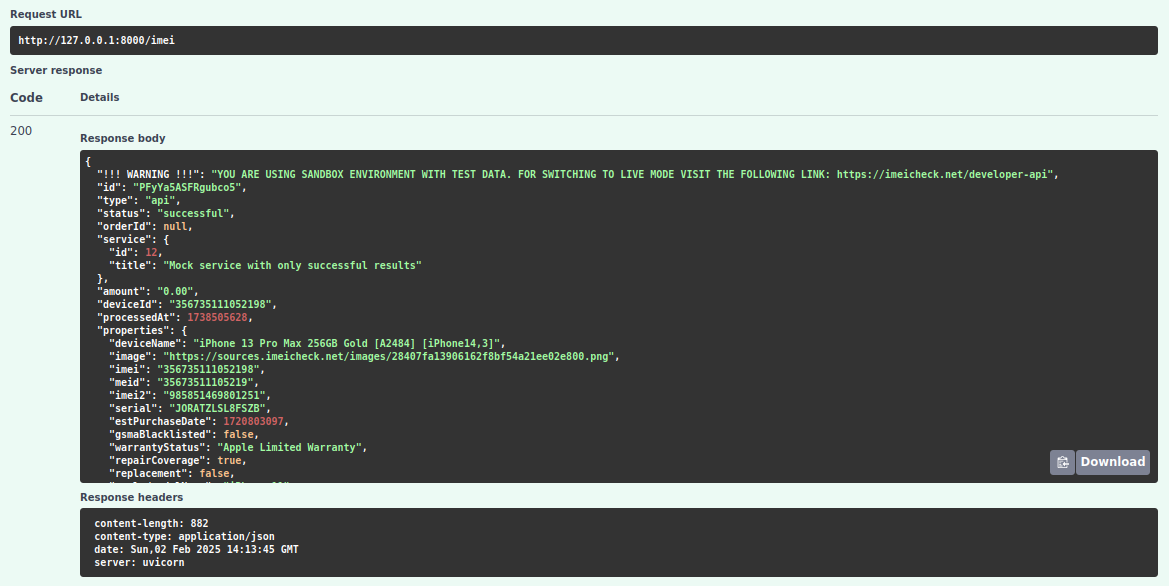 Request URL
http://127.0.0.1:8000/imei
Server response
Code Details
200
Response body
{
"!!! WARNING !!!": "YOU ARE USING SANDBOX ENVIRONMENT WITH TEST DATA. FOR SWITCHING TO LIVE MODE VISIT THE FOLLOWING LINK: https://imeicheck.net/developer-api",
"id": "PFyYa5ASFRgubco5",
"type": "api",
"status": "successful",
"orderId": null,
"service": {
"id": 12,
"title": "Mock service with only successful results"
},
"amount": "0.00",
"deviceId": "356735111052198",
"processedAt": 1738505628,
"properties": {
"deviceName": "iPhone 13 Pro Max 256GB Gold [A2484] [iPhone14,3]",
"image": "https://sources.imeicheck.net/images/28407fa13906162f8bf54a21ee02e800.png",
"imei": "356735111052198",
"meid": "35673511105219",
"imei2": "985851469801251",
"serial": "JORATZLSL8FSZB",
"estPurchaseDate": 1720803097,
"gsmaBlacklisted": false,
"warrantyStatus": "Apple Limited Warranty",
"repairCoverage": true,
"replacement": false,
Download
Response headers
content-length: 882
content-type: application/json
date: Sun,02 Feb 2025 14:13:45 GMT
server: uvicorn